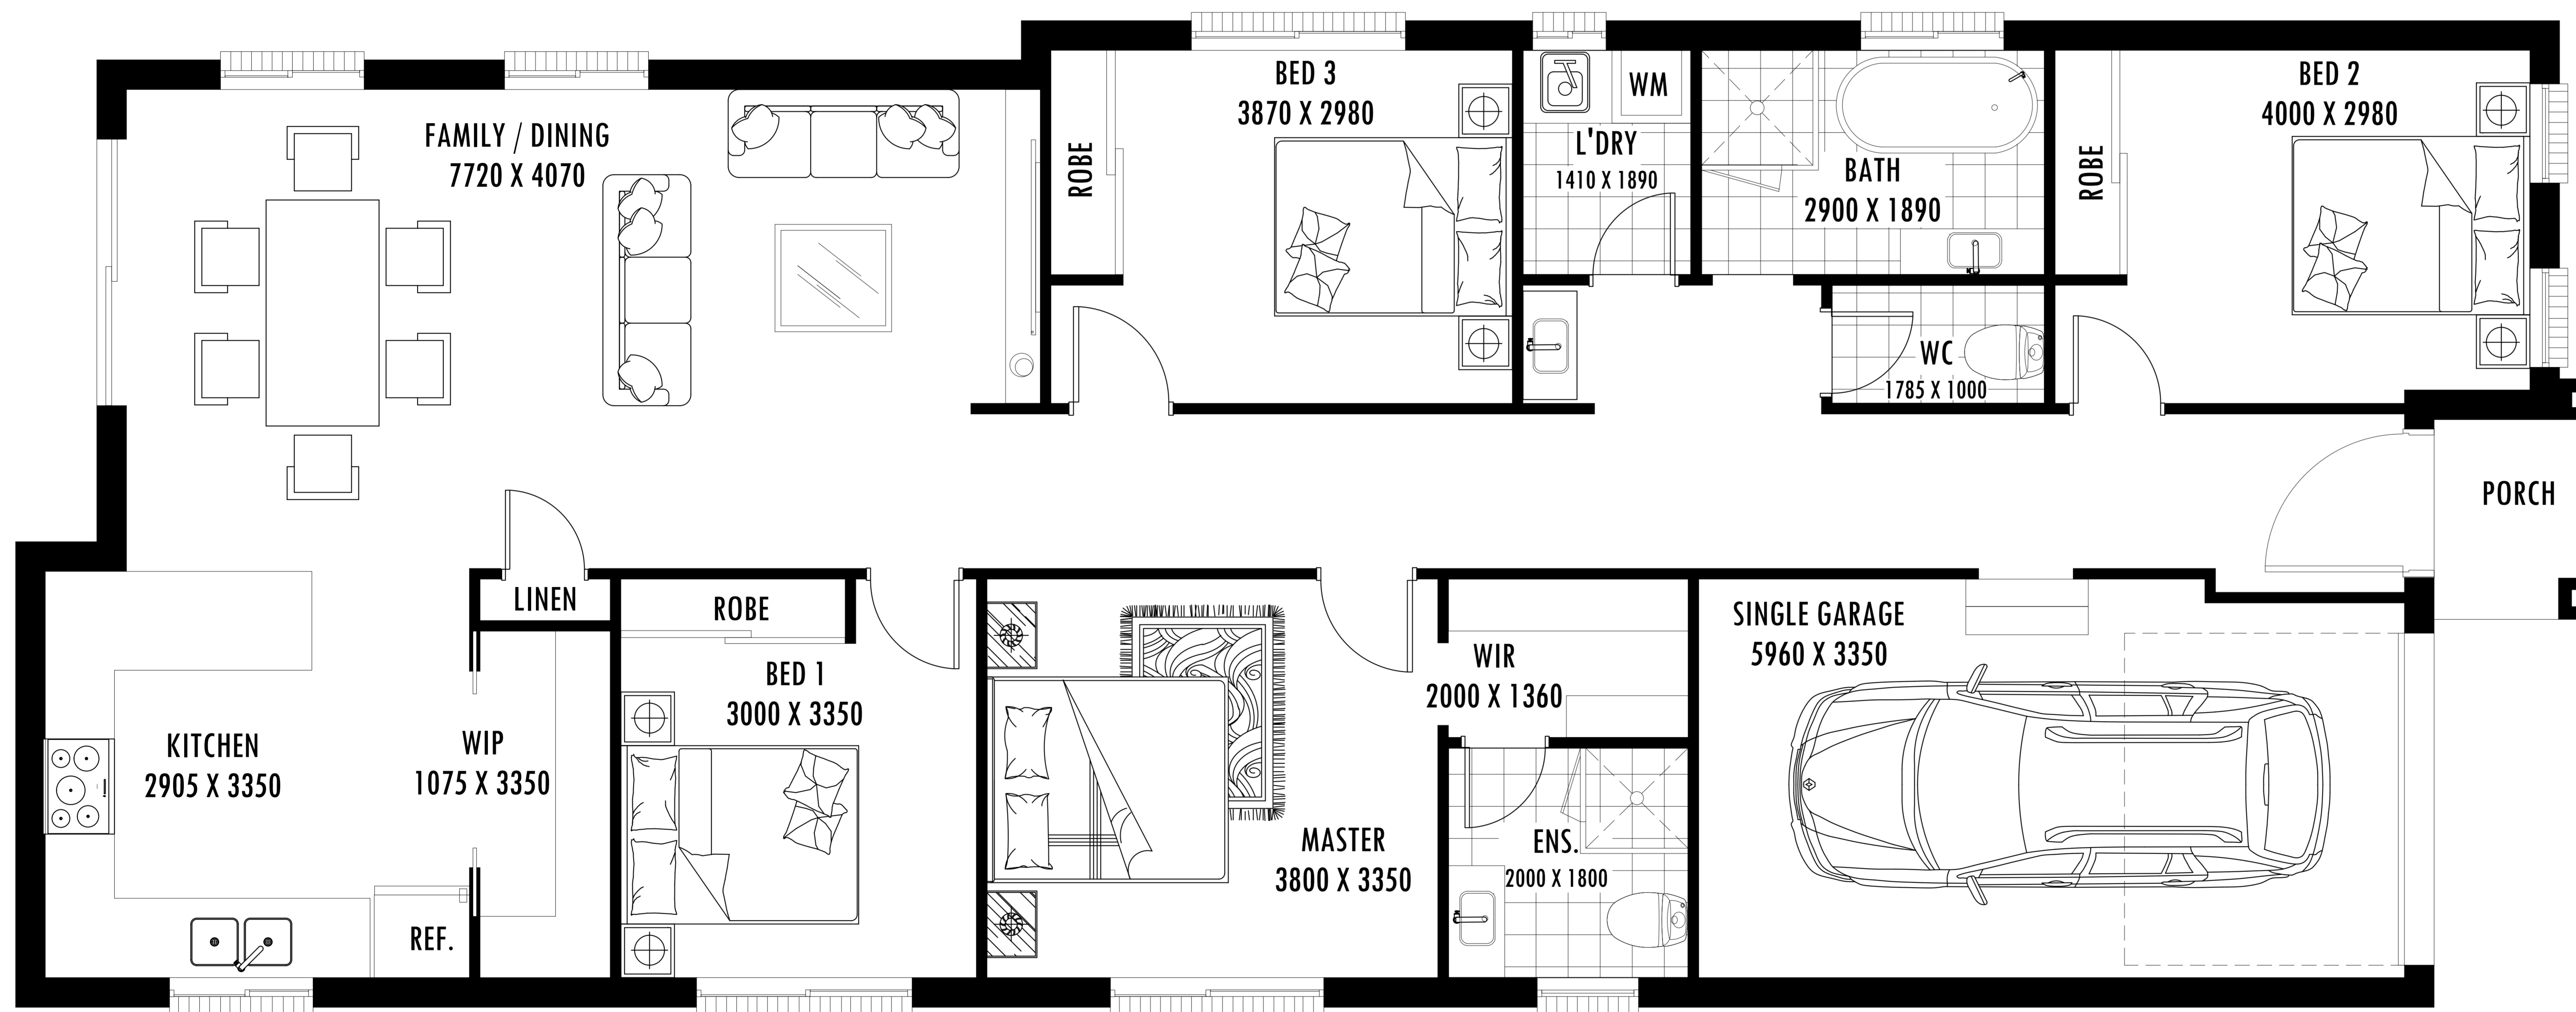 FAMILY / DINING
7720 X 4070
ROBE
BED 3
3870 X 2980
WM
L'DRY
1410 X 1890
BATH
2900 X 1890
ROBE
BED 2
4000 X 2980
WC
1785 X 1000
PORCH
LINEN
ROBE
BED 1
3000 X 3350
KITCHEN
2905 X 3350
WIP
1075 X 3350
REF.
MASTER
3800 X 3350
WIR
2000 X 1360
ENS.
2000 X 1800
SINGLE GARAGE
5960 X 3350